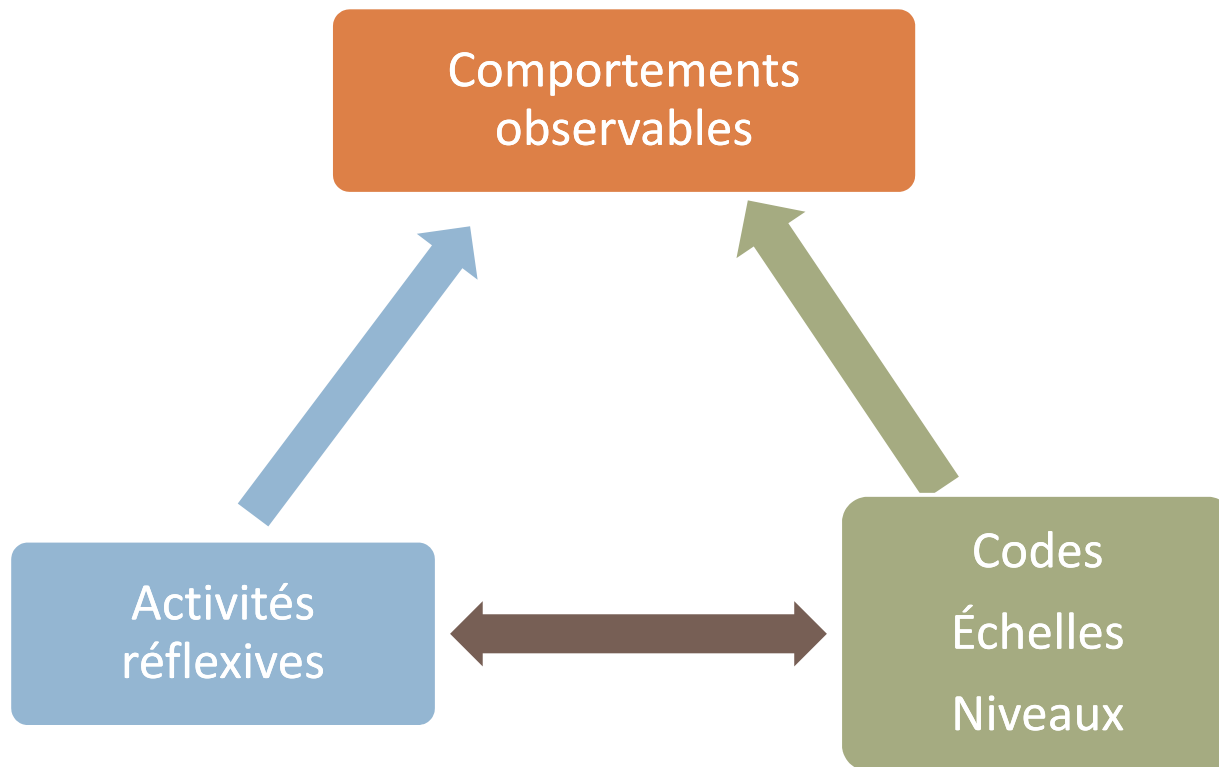 Comportements
observables
Activités
réflexives
Codes
Échelles
Niveaux